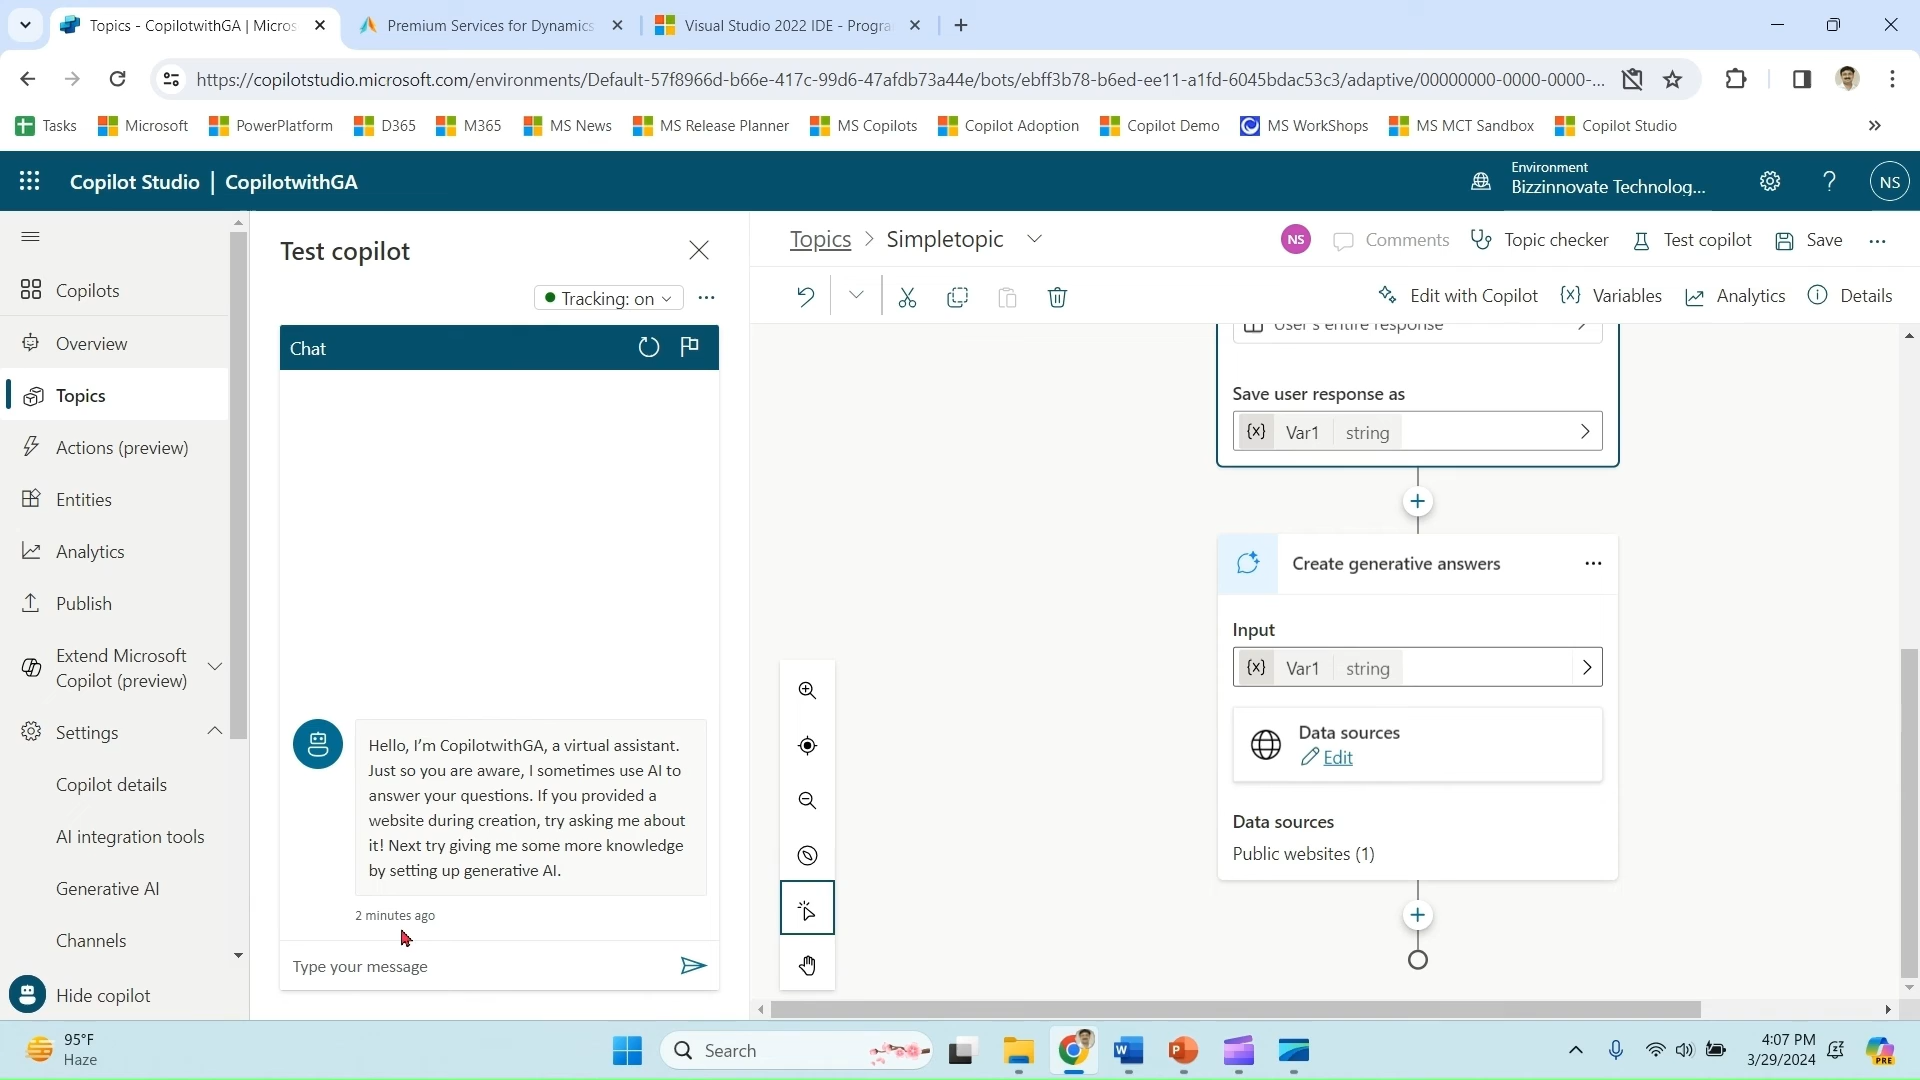 Topics - CopilotwithGA | Micros
Premium Services for Dynamics
Visual Studio 2022 IDE - Progra
https://copilotstudio.microsoft.com/environments/Default-57f8966d-b66e-417c-99d6-47afdb73a44e/bots/ebff3b78-b6ed-ee11-a1fd-6045bdac53c3/adaptive/00000000-0000-0000-...
Tasks
Microsoft
PowerPlatform
D365
M365
MS News
MS Release Planner
MS Copilots
Copilot Adoption
Copilot Demo
MS WorkShops
MS MCT Sandbox
Copilot Studio
»
Copilot Studio | CopilotwithGA
Environment
Bizzinnovate Technolog...
?
NS
Copilots
Overview
Topics
Actions (preview)
Entities
Analytics
Publish
Extend Microsoft
Copilot (preview)
Settings
Copilot details
AI integration tools
Generative AI
Channels
Hide copilot
Test copilot
Tracking: on
...
Chat
Hello, I'm CopilotwithGA, a virtual assistant.
Just so you are aware, I sometimes use AI to
answer your questions. If you provided a
website during creation, try asking me about
it! Next try giving me some more knowledge
by setting up generative AI.
2 minutes ago
Type your message
Topics > Simpletopic
NS
Comments
Topic checker
Test copilot
Save
...
Edit with Copilot
{x} Variables
Analytics
Details
User's entire response
Save user response as
{x} Var1 string
Create generative answers
...
Input
{x} Var1 string
Data sources
Edit
Data sources
Public websites (1)
95°F
Haze
Search
W
P
4:07 PM
3/29/2024
PRE